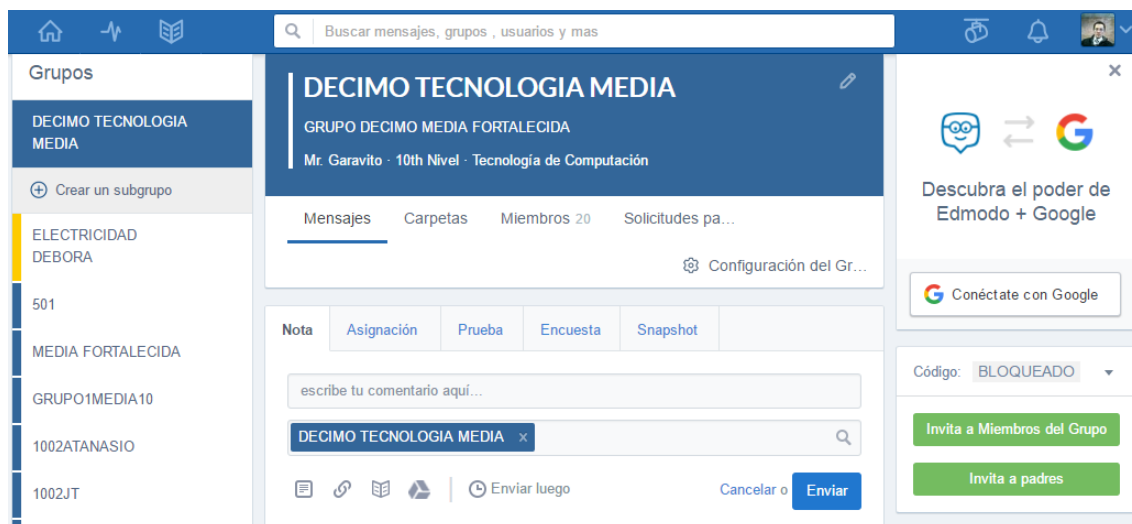 Buscar mensajes, grupos , usuarios y mas
Grupos
DECIMO TECNOLOGIA
MEDIA
Crear un subgrupo
ELECTRICIDAD
DEBORA
501
MEDIA FORTALECIDA
GRUPO1MEDIA10
1002ATANASIO
1002JT
DECIMO TECNOLOGIA MEDIA
GRUPO DECIMO MEDIA FORTALECIDA
Mr. Garavito · 10th Nivel · Tecnología de Computación
Mensajes Carpetas Miembros 20 Solicitudes pa...
Configuración del Gr...
Nota Asignación Prueba Encuesta Snapshot
escribe tu comentario aquí...
DECIMO TECNOLOGIA MEDIA x
Enviar luego Cancelar o Enviar
Descubra el poder de
Edmodo + Google
Conéctate con Google
Código: BLOQUEADO
Invita a Miembros del Grupo
Invita a padres